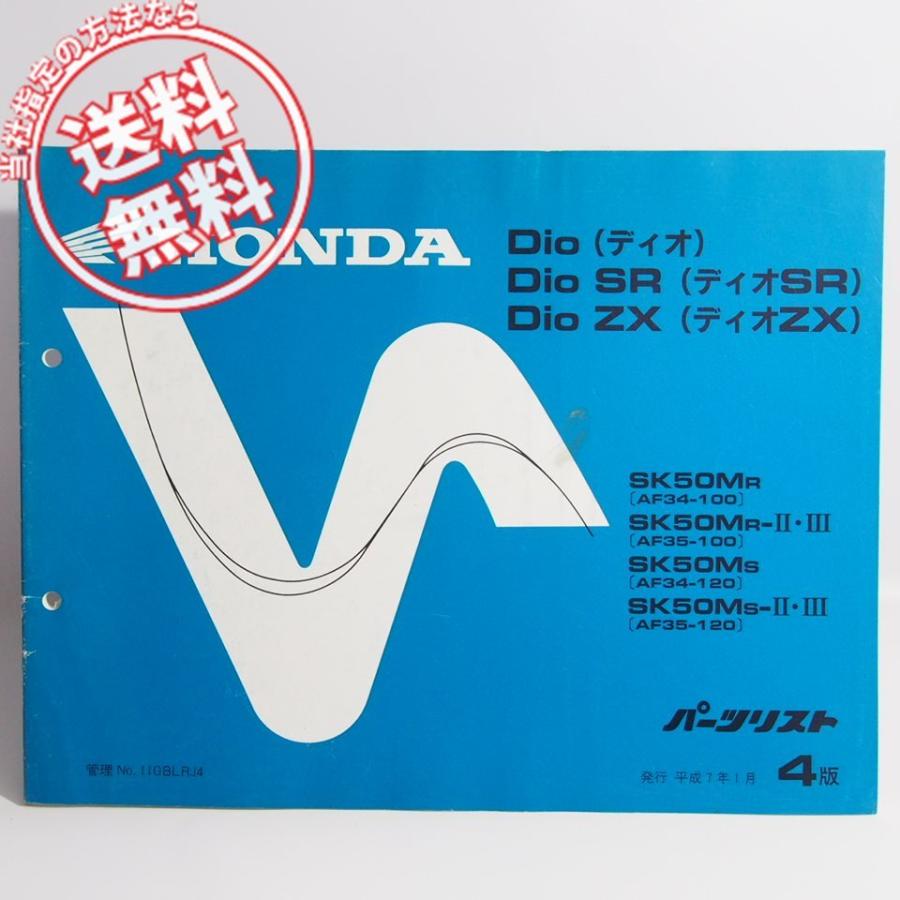 当社指定の方法なら
送料
無料
HONDA
Dio (ディオ)
Dio SR (ディオSR)
Dio ZX (ディオZX)
SK50MR
〔AF34-100〕
SK50MR-II・III
〔AF35-100〕
SK50MS
〔AF34-120〕
SK50MS-II・III
〔AF35-120〕
パーツリスト
管理 No. 11GBLRJ4
発行 平成7年1月 4版